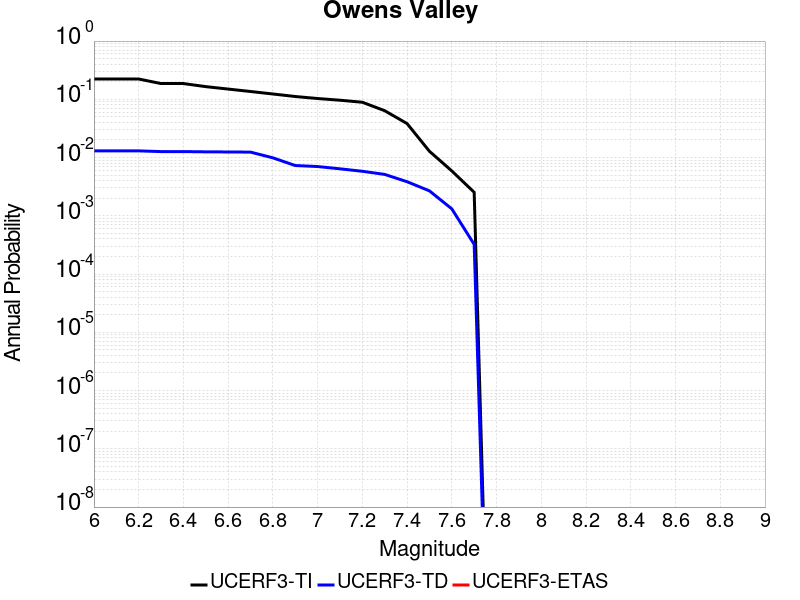 Owens Valley
10^0
10^-1
10^-2
10^-3
10^-4
10^-5
10^-6
10^-7
10^-8
Annual Probability
6 6.2 6.4 6.6 6.8 7 7.2 7.4 7.6 7.8 8 8.2 8.4 8.6 8.8 9
Magnitude
UCERF3-TI UCERF3-TD UCERF3-ETAS